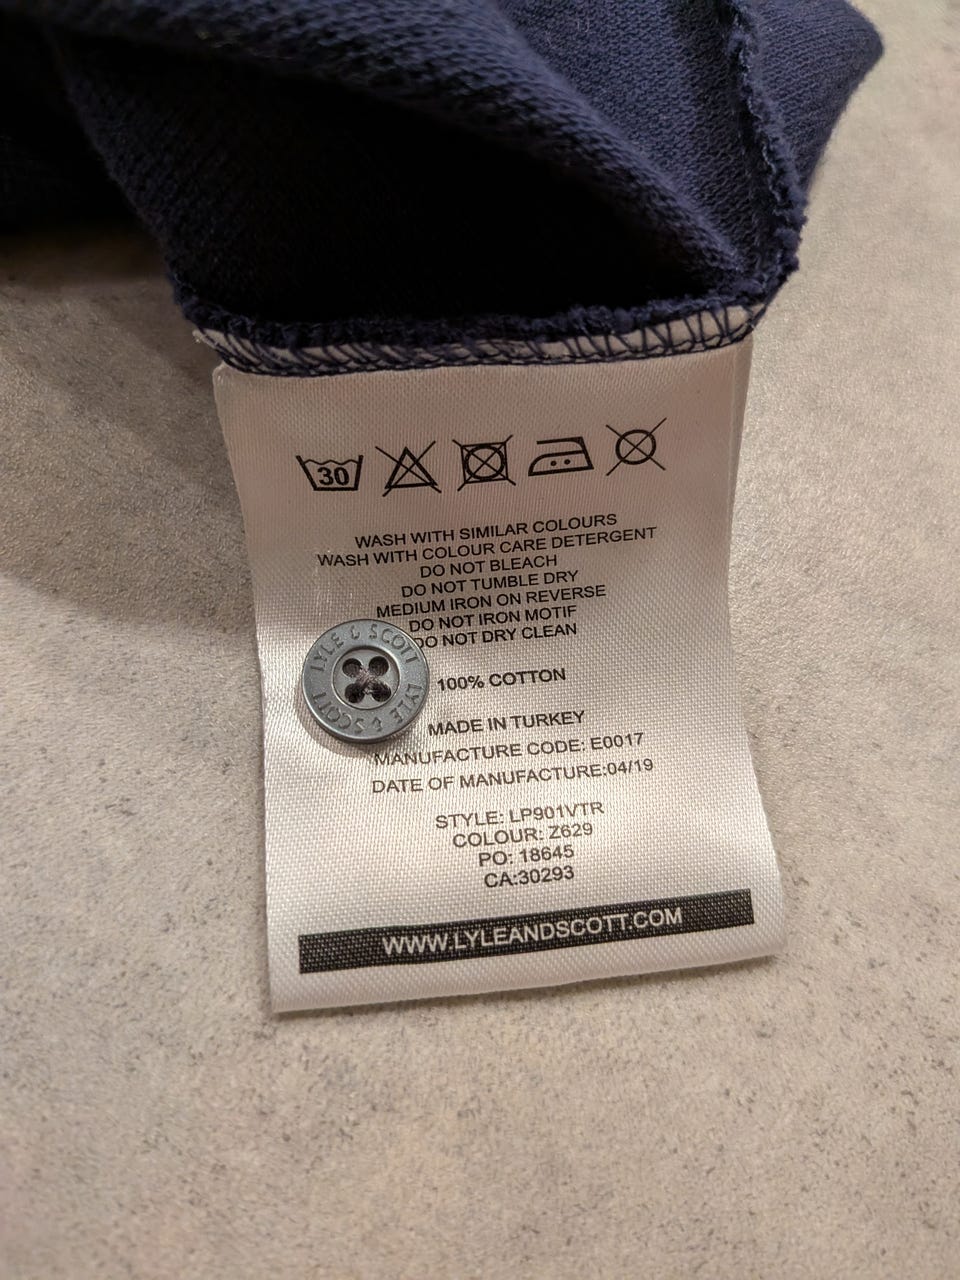 30
WASH WITH SIMILAR COLOURS
WASH WITH COLOUR CARE DETERGENT
DO NOT BLEACH
DO NOT TUMBLE DRY
MEDIUM IRON ON REVERSE
DO NOT IRON MOTIF
DO NOT DRY CLEAN
LYLE & SCOTT LYLE & SCOTT
100% COTTON
MADE IN TURKEY
MANUFACTURE CODE: E0017
DATE OF MANUFACTURE:04/19
STYLE: LP901VTR
COLOUR: Z629
PO: 18645
CA:30293
WWW.LYLEANDSCOTT.COM